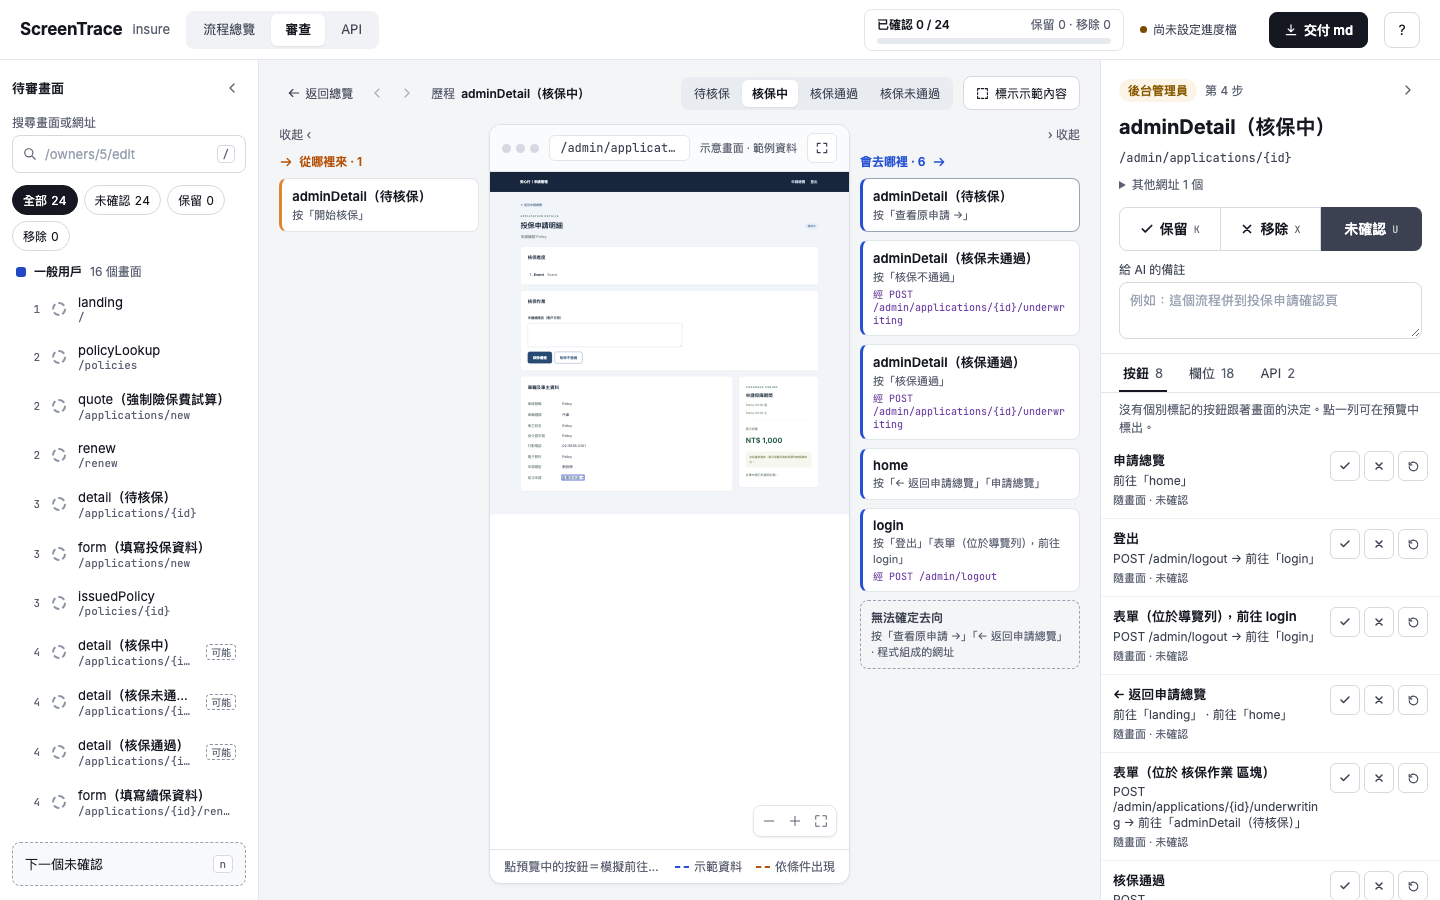 ScreenTrace insure
流程總覽 審查 API
已確認 0 / 24 保留 0 · 移除 0
尚未設定進度檔
交付 md
?
待審畫面
搜尋畫面或網址
/owners/5/edit /
全部 24 未確認 24 保留 0
移除 0
一般用戶 16 個畫面
1 landing
/
2 policyLookup
/policies
2 quote（強制險保費試算）
/applications/new
2 renew
/renew
3 detail（待核保）
/applications/{id}
3 form（填寫投保資料）
/applications/new
3 issuedPolicy
/policies/{id}
4 detail（核保中） 可能
/applications/{i…
4 detail（核保未通… 可能
/applications/{i…
4 detail（核保通過） 可能
/applications/{i…
4 form（填寫續保資料）
/applications/{id}/ren…
下一個未確認 n
← 返回總覽
歷程 adminDetail（核保中）
待核保 核保中 核保通過 核保未通過
標示示範內容
收起 ‹
→ 從哪裡來 · 1
adminDetail（待核保）
按「開始核保」
/admin/applicat… 示意畫面 · 範例資料
投保申請明細
核保進度
核保作業
車輛及車主資料
NT$ 1,000
點預覽中的按鈕＝模擬前往… 示範資料 依條件出現
› 收起
會去哪裡 · 6 →
adminDetail（待核保）
按「查看原申請 →」
adminDetail（核保未通過）
按「核保不通過」
經 POST
/admin/applications/{id}/underwr
iting
adminDetail（核保通過）
按「核保通過」
經 POST
/admin/applications/{id}/underwr
iting
home
按「← 返回申請總覽」「申請總覽」
login
按「登出」「表單（位於導覽列），前往
login」
經 POST /admin/logout
無法確定去向
按「查看原申請 →」「← 返回申請總覽」
· 程式組成的網址
後台管理員 第 4 步
adminDetail（核保中）
/admin/applications/{id}
▶ 其他網址 1 個
保留 K 移除 X 未確認 U
給 AI 的備註
例如：這個流程併到投保申請確認頁
按鈕 8 欄位 18 API 2
沒有個別標記的按鈕跟著畫面的決定。點一列可在預覽中
標出。
申請總覽
前往「home」
隨畫面 · 未確認
登出
POST /admin/logout → 前往「login」
隨畫面 · 未確認
表單（位於導覽列），前往 login
POST /admin/logout → 前往「login」
隨畫面 · 未確認
← 返回申請總覽
前往「landing」 · 前往「home」
隨畫面 · 未確認
表單（位於 核保作業 區塊）
POST
/admin/applications/{id}/underwritin
g → 前往「adminDetail（待核保）」
隨畫面 · 未確認
核保通過
POST